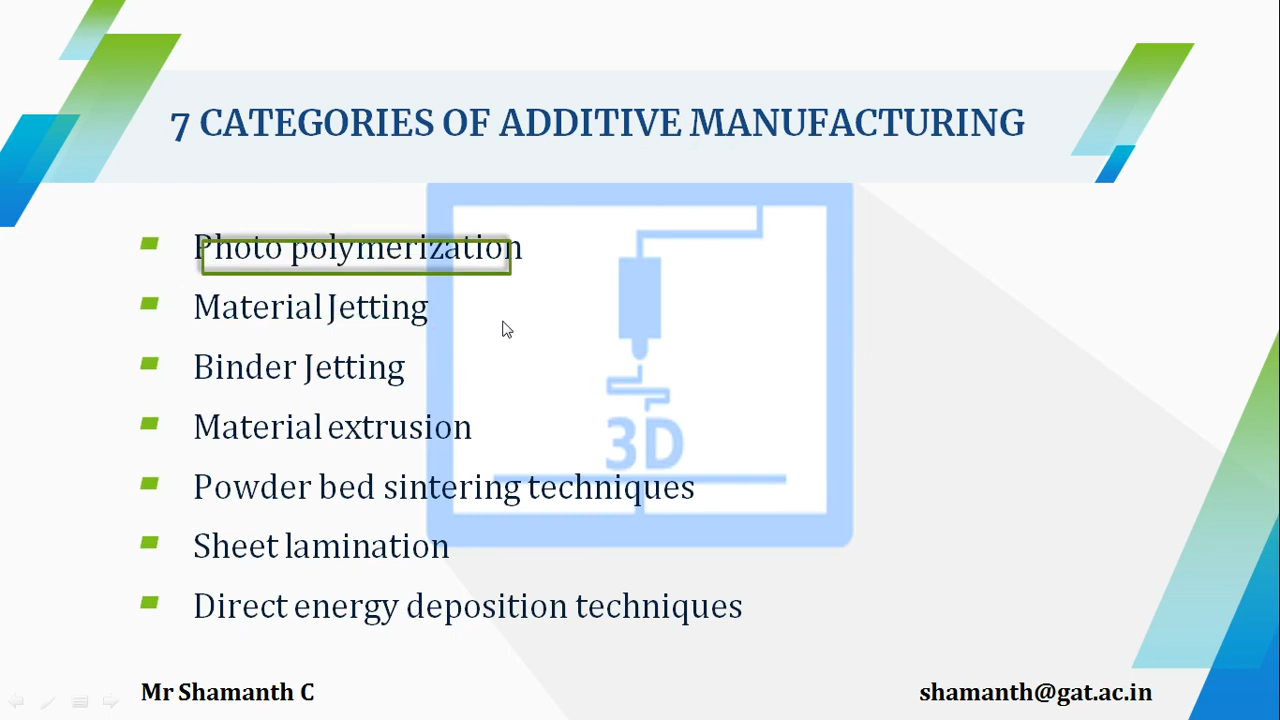 7 CATEGORIES OF ADDITIVE MANUFACTURING
Photo polymerization
Material Jetting
Binder Jetting
Material extrusion
Powder bed sintering techniques
Sheet lamination
Direct energy deposition techniques
3D
Mr Shamanth C
shamanth@gat.ac.in